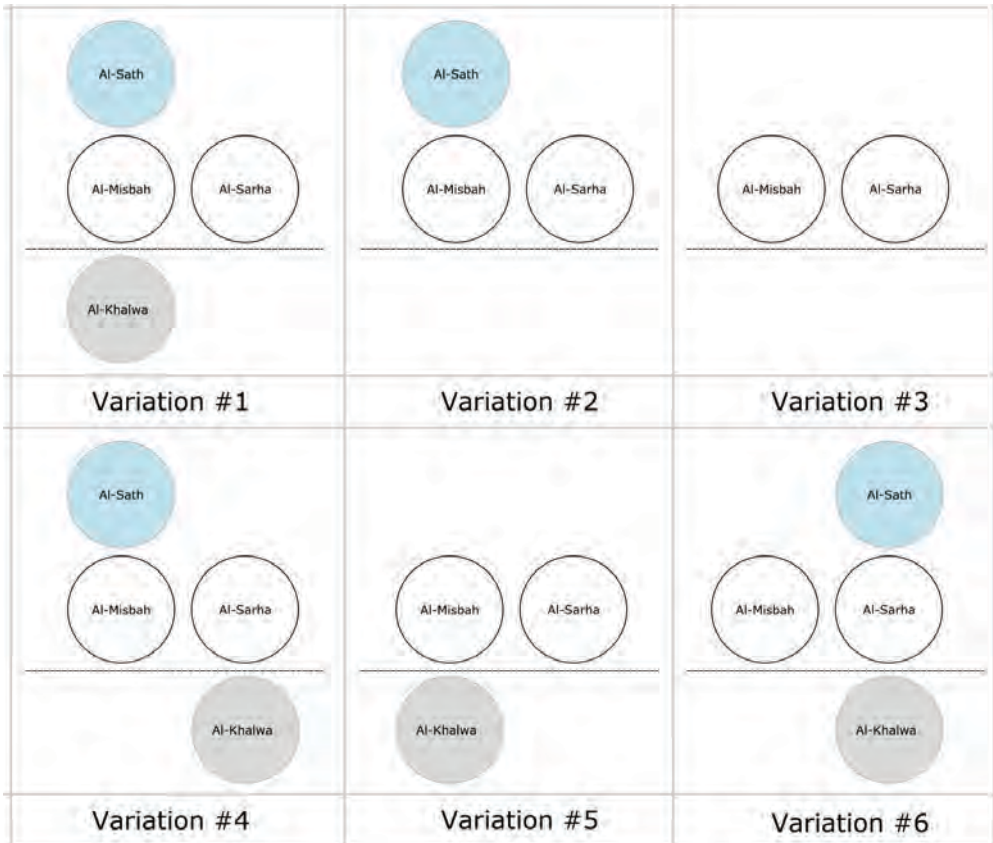 Al-Sath
Al-Misbah Al-Sarha
Al-Khalwa
Variation #1
Al-Sath
Al-Misbah Al-Sarha
Variation #2
Al-Misbah Al-Sarha
Variation #3
Al-Sath
Al-Misbah Al-Sarha
Al-Khalwa
Variation #4
Al-Misbah Al-Sarha
Al-Khalwa
Variation #5
Al-Sath
Al-Misbah Al-Sarha
Al-Khalwa
Variation #6